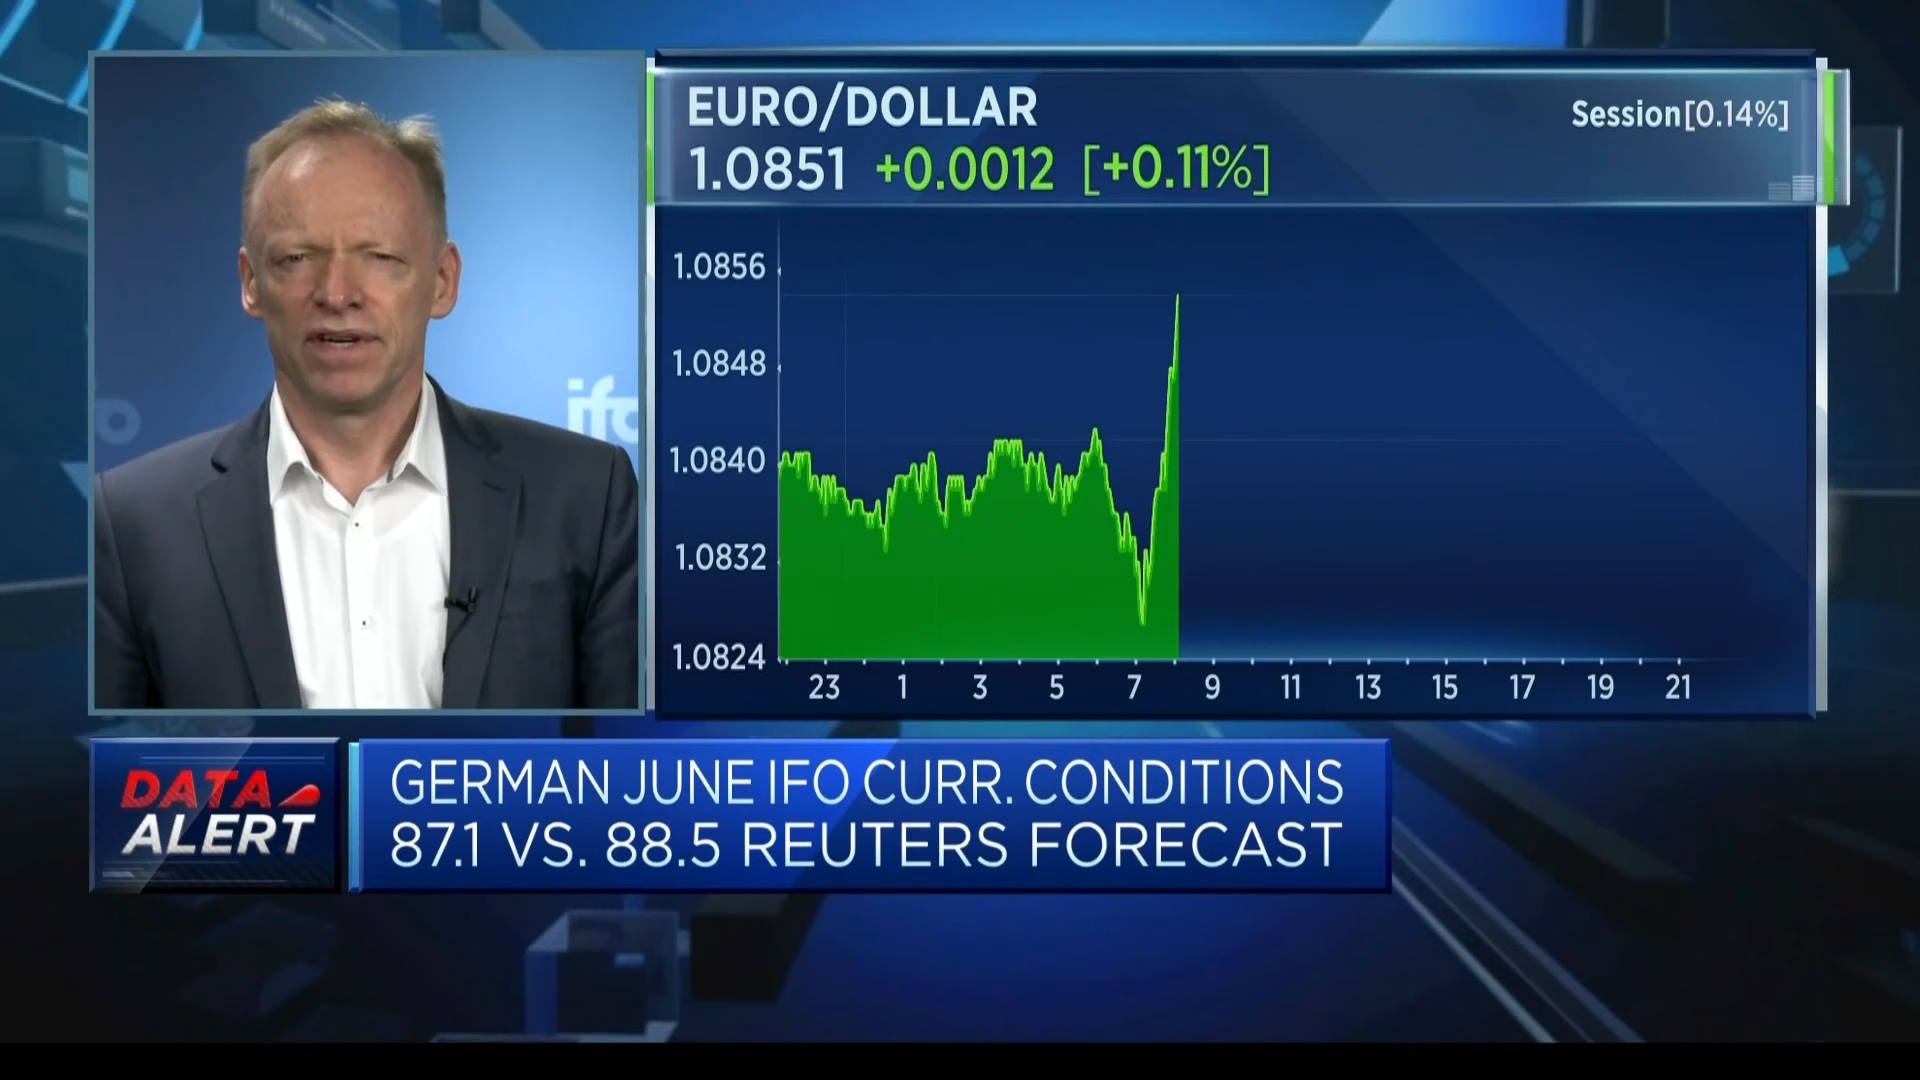 EURO/DOLLAR
Session[0.14%]
1.0851 +0.0012 [+0.11%]
1.0856
1.0848
1.0840
1.0832
1.0824
23 1 3 5 7 9 11 13 15 17 19 21
ifo
DATA
ALERT
GERMAN JUNE IFO CURR. CONDITIONS
87.1 VS. 88.5 REUTERS FORECAST